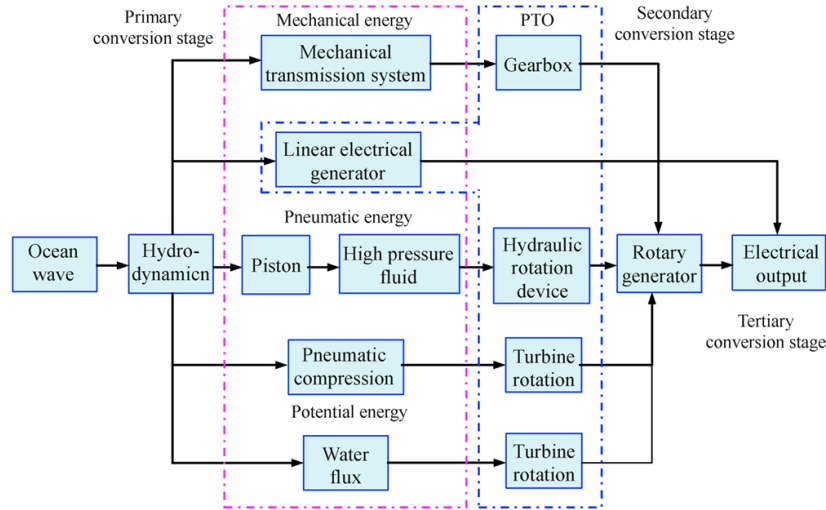 Primary
conversion stage
Mechanical energy
PTO
Secondary
conversion stage
Mechanical
transmission system
Gearbox
Linear electrical
generator
Pneumatic energy
Ocean
wave
Hydro-
dynamicn
Piston
High pressure
fluid
Hydraulic
rotation
device
Rotary
generator
Electrical
output
Tertiary
conversion stage
Pneumatic
compression
Turbine
rotation
Potential energy
Water
flux
Turbine
rotation